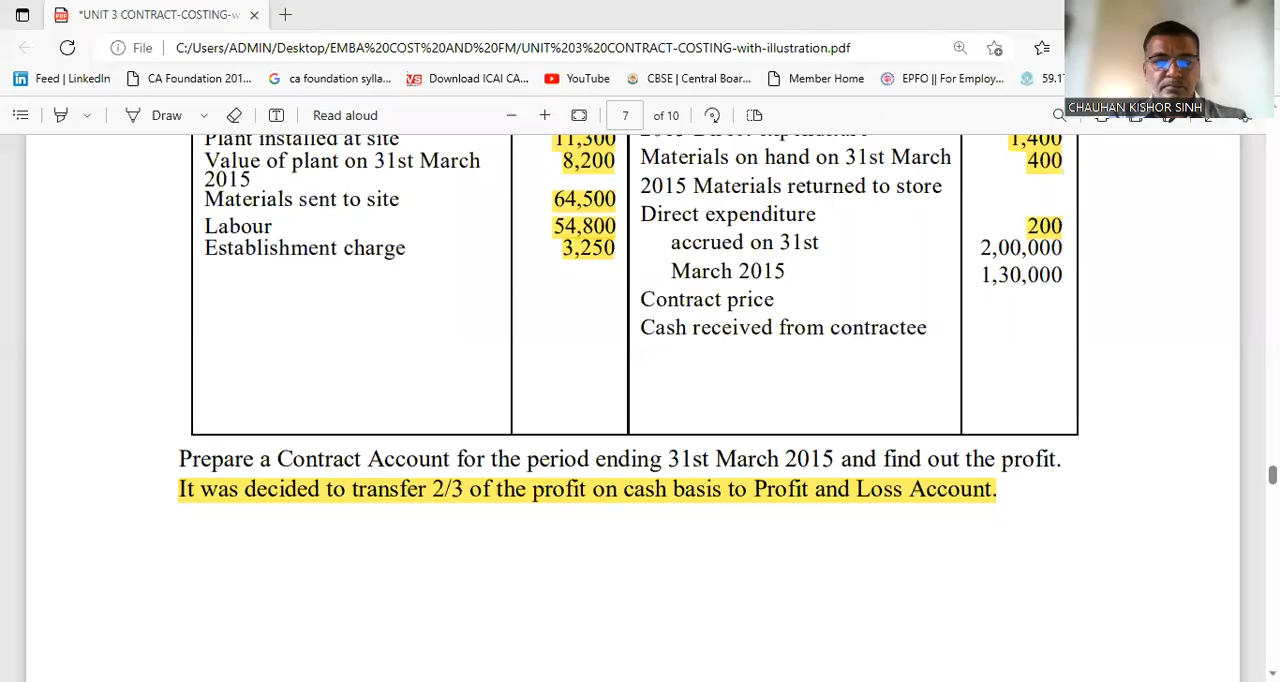 *UNIT 3 CONTRACT-COSTING-w
File
C:/Users/ADMIN/Desktop/EMBA%20COST%20AND%20FM/UNIT%203%20CONTRACT-COSTING-with-illustration.pdf
Feed | LinkedIn
CA Foundation 201...
ca foundation sylla...
Download ICAI CA...
YouTube
CBSE | Central Boar...
Member Home
EPFO || For Employ...
59.1
Draw
Read aloud
7
of 10
CHAUHAN KISHOR SINH
Plant installed at site 11,300
Value of plant on 31st March 8,200
2015
Materials sent to site 64,500
Labour 54,800
Establishment charge 3,250
2015 Direct expenditure 1,400
Materials on hand on 31st March 400
2015 Materials returned to store
Direct expenditure 200
accrued on 31st 2,00,000
March 2015 1,30,000
Contract price
Cash received from contractee
Prepare a Contract Account for the period ending 31st March 2015 and find out the profit.
It was decided to transfer 2/3 of the profit on cash basis to Profit and Loss Account.